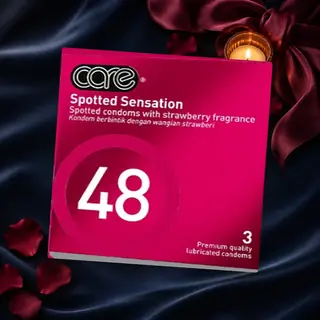 care®
Spotted Sensation
Spotted condoms with strawberry fragrance
Kondom berbintik dengan wangian strawberi
48
3
Premium quality
lubricated condoms